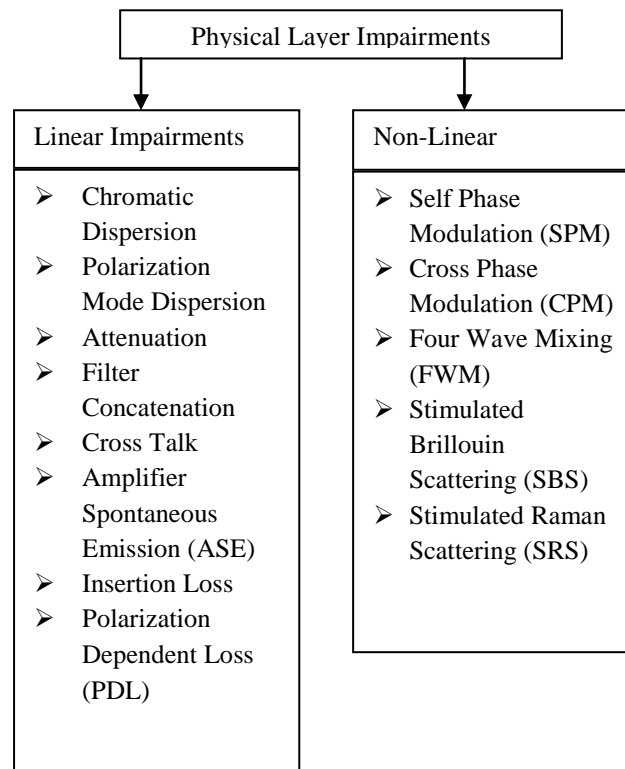 Physical Layer Impairments
Linear Impairments
➢ Chromatic
Dispersion
➢ Polarization
Mode Dispersion
➢ Attenuation
➢ Filter
Concatenation
➢ Cross Talk
➢ Amplifier
Spontaneous
Emission (ASE)
➢ Insertion Loss
➢ Polarization
Dependent Loss
(PDL)
Non-Linear
➢ Self Phase
Modulation (SPM)
➢ Cross Phase
Modulation (CPM)
➢ Four Wave Mixing
(FWM)
➢ Stimulated
Brillouin
Scattering (SBS)
➢ Stimulated Raman
Scattering (SRS)